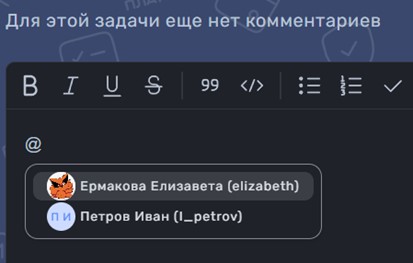 Для этой задачи еще нет комментариев
B I U S 99 </>
@
Ермакова Елизавета (elizabeth)
П И Петров Иван (I_petrov)